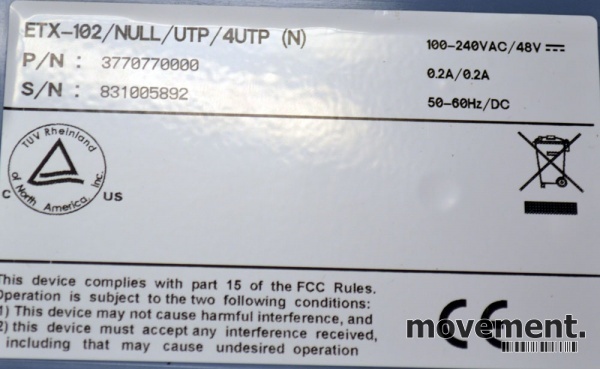 ETX-102/NULL/UTP/4UTP (N)
P/N : 3770770000
S/N : 831005892
100-240VAC/48V
0.2A/0.2A
50-60Hz/DC
TUV Rheinland
of North America, Inc.
C US
This device complies with part 15 of the FCC Rules.
Operation is subject to the two following conditions:
1) This device may not cause harmful interference, and
2) this device must accept any interference received,
including that may cause undesired operation
CE
movement.